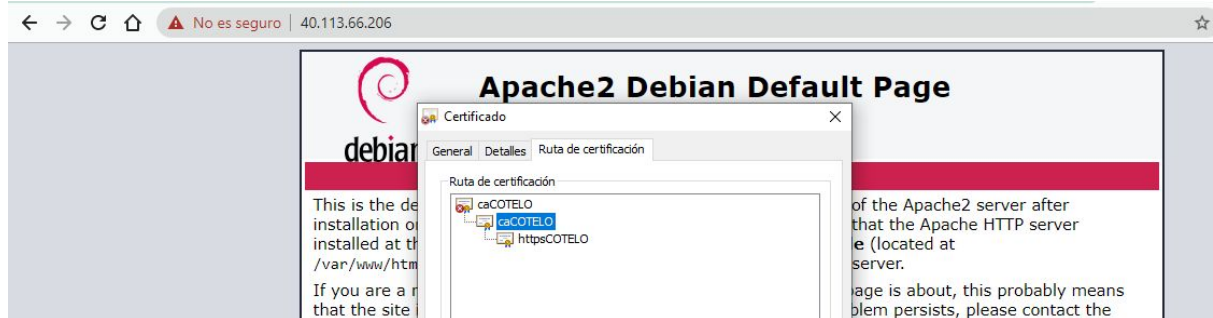 No es seguro | 40.113.66.206
Apache2 Debian Default Page
debian
Certificado
General Detalles Ruta de certificación
Ruta de certificación
caCOTELO
caCOTELO
httpsCOTELO
This is the de of the Apache2 server after
installation o that the Apache HTTP server
installed at th e (located at
/var/www/htm server.
If you are a n page is about, this probably means
that the site i blem persists, please contact the